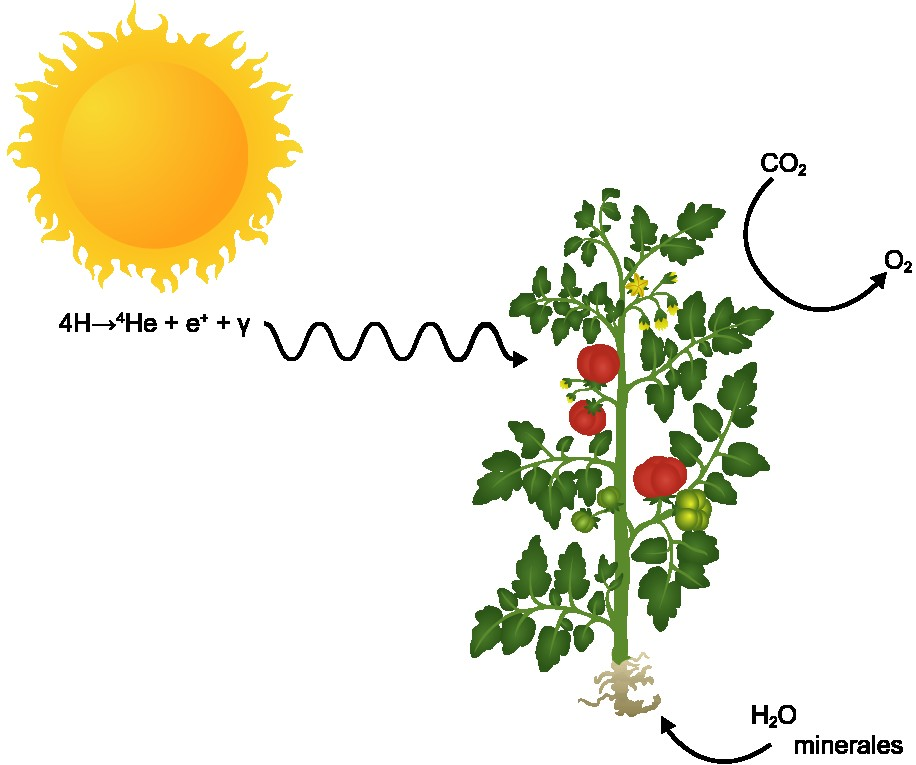 CO₂
O₂
4H→⁴He + e⁺ + γ
H₂O
minerales